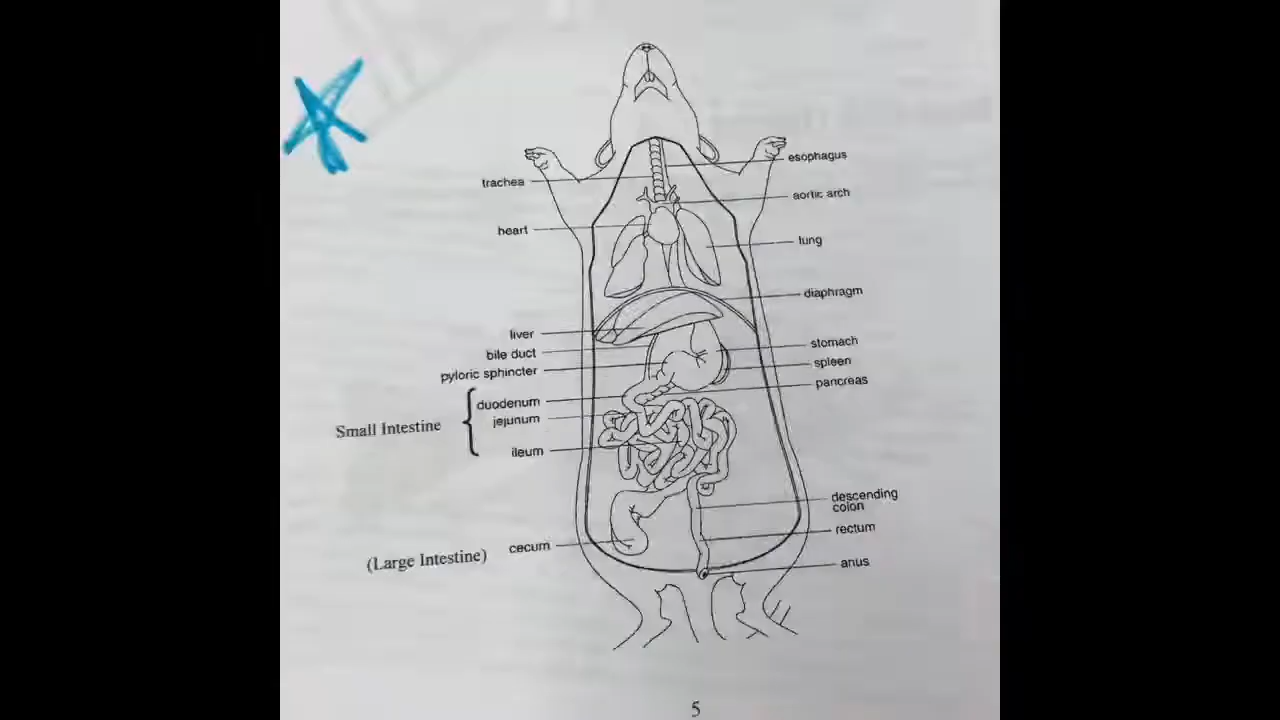 esophagus
trachea
aortic arch
heart
lung
diaphragm
liver
stomach
bile duct
spleen
pyloric sphincter
pancreas
duodenum
jejunum
Small Intestine
ileum
descending
colon
rectum
cecum
(Large Intestine)
anus
5